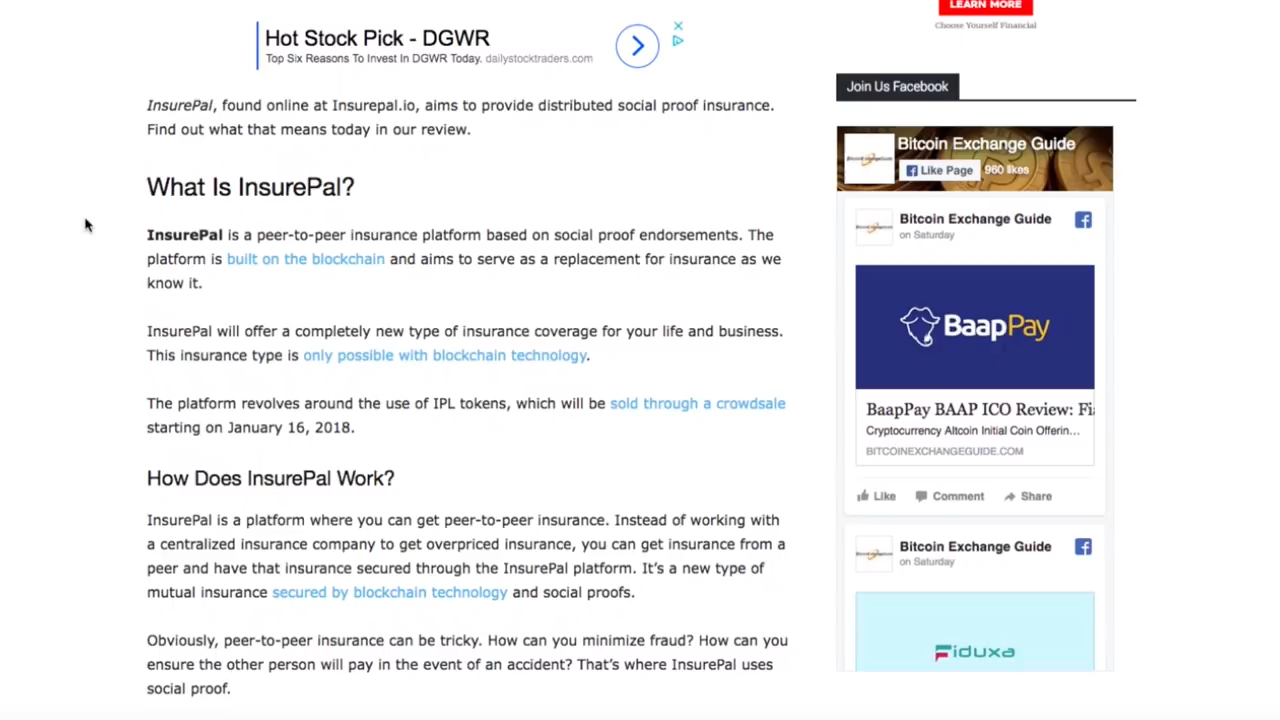 LEARN MORE
Choose Yourself Financial
Hot Stock Pick - DGWR
Top Six Reasons To Invest In DGWR Today. dailystocktraders.com
InsurePal, found online at Insurepal.io, aims to provide distributed social proof insurance.
Find out what that means today in our review.
What Is InsurePal?
InsurePal is a peer-to-peer insurance platform based on social proof endorsements. The
platform is built on the blockchain and aims to serve as a replacement for insurance as we
know it.
InsurePal will offer a completely new type of insurance coverage for your life and business.
This insurance type is only possible with blockchain technology.
The platform revolves around the use of IPL tokens, which will be sold through a crowdsale
starting on January 16, 2018.
How Does InsurePal Work?
InsurePal is a platform where you can get peer-to-peer insurance. Instead of working with
a centralized insurance company to get overpriced insurance, you can get insurance from a
peer and have that insurance secured through the InsurePal platform. It's a new type of
mutual insurance secured by blockchain technology and social proofs.
Obviously, peer-to-peer insurance can be tricky. How can you minimize fraud? How can you
ensure the other person will pay in the event of an accident? That's where InsurePal uses
social proof.
Join Us Facebook
Bitcoin Exchange Guide
Like Page
960 likes
Bitcoin Exchange Guide
on Saturday
BaapPay
BaapPay BAAP ICO Review: Fi
Cryptocurrency Altcoin Initial Coin Offerin...
BITCOINEXCHANGEGUIDE.COM
Like Comment Share
Bitcoin Exchange Guide
on Saturday
Fiduxa